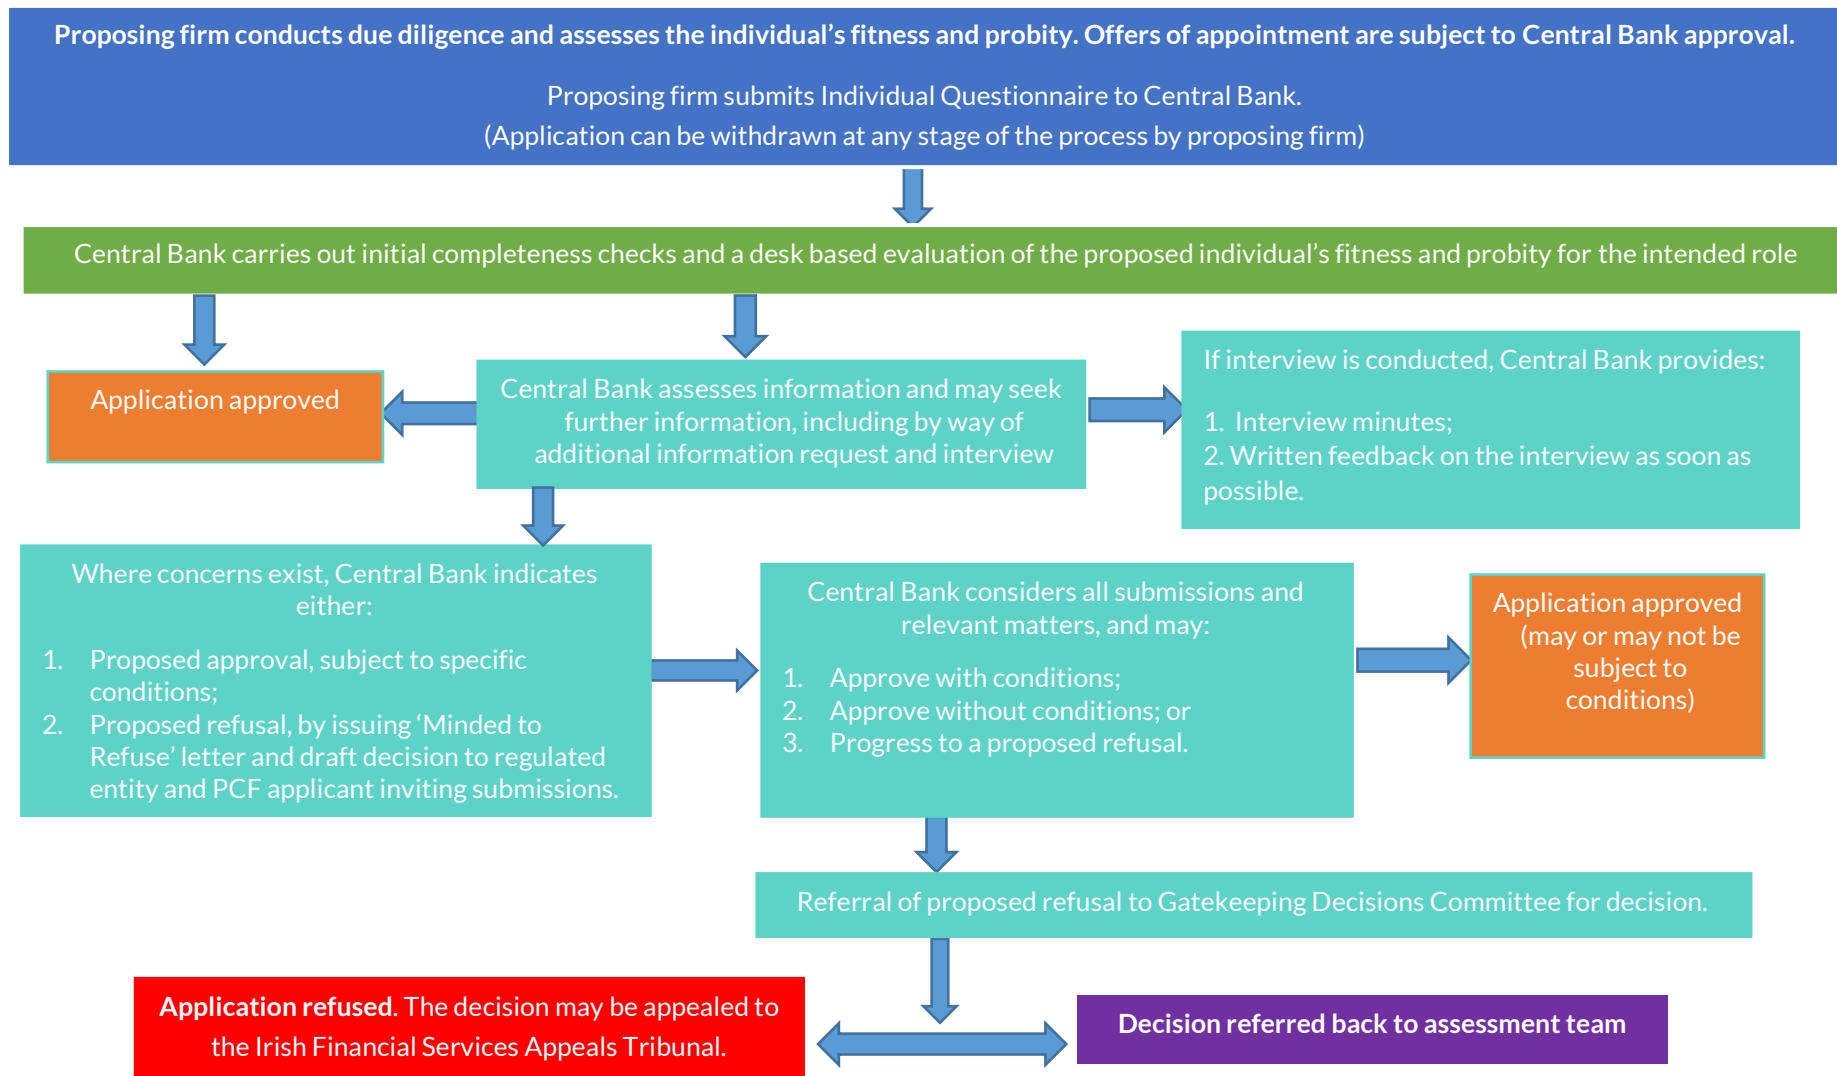 Proposing firm conducts due diligence and assesses the individual’s fitness and probity. Offers of appointment are subject to Central Bank approval.
Proposing firm submits Individual Questionnaire to Central Bank.
(Application can be withdrawn at any stage of the process by proposing firm)
Central Bank carries out initial completeness checks and a desk based evaluation of the proposed individual’s fitness and probity for the intended role
Application approved
Central Bank assesses information and may seek
further information, including by way of
additional information request and interview
If interview is conducted, Central Bank provides:
1. Interview minutes;
2. Written feedback on the interview as soon as
possible.
Where concerns exist, Central Bank indicates
either:
1. Proposed approval, subject to specific
conditions;
2. Proposed refusal, by issuing ‘Minded to
Refuse’ letter and draft decision to regulated
entity and PCF applicant inviting submissions.
Central Bank considers all submissions and
relevant matters, and may:
1. Approve with conditions;
2. Approve without conditions; or
3. Progress to a proposed refusal.
Application approved
(may or may not be
subject to
conditions)
Referral of proposed refusal to Gatekeeping Decisions Committee for decision.
Application refused. The decision may be appealed to
the Irish Financial Services Appeals Tribunal.
Decision referred back to assessment team